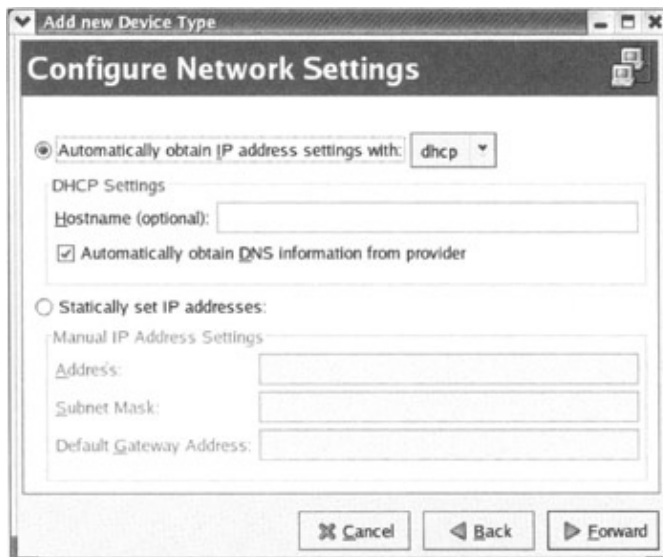 Add new Device Type
Configure Network Settings
Automatically obtain IP address settings with: dhcp
DHCP Settings
Hostname (optional):
Automatically obtain DNS information from provider
Statically set IP addresses:
Manual IP Address Settings
Address:
Subnet Mask:
Default Gateway Address:
Cancel Back Forward